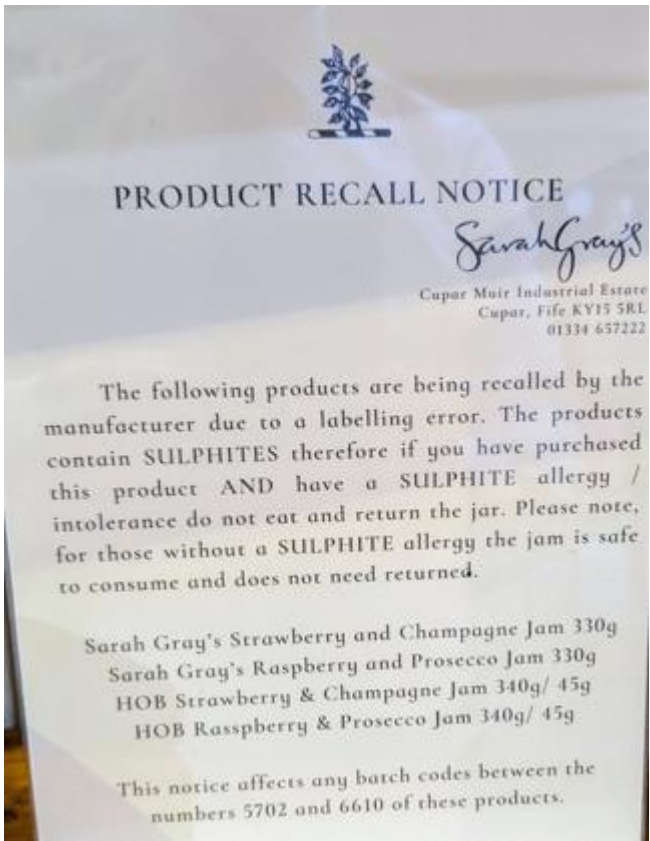 PRODUCT RECALL NOTICE
Sarah Gray's
Cupar Muir Industrial Estate
Cupar, Fife KY15 5RL
01334 657222
The following products are being recalled by the
manufacturer due to a labelling error. The products
contain SULPHITES therefore if you have purchased
this product AND have a SULPHITE allergy /
intolerance do not eat and return the jar. Please note,
for those without a SULPHITE allergy the jam is safe
to consume and does not need returned.
Sarah Gray's Strawberry and Champagne Jam 330g
Sarah Gray's Raspberry and Prosecco Jam 330g
HOB Strawberry & Champagne Jam 340g/ 45g
HOB Rasspberry & Prosecco Jam 340g/ 45g
This notice affects any batch codes between the
numbers 5702 and 6610 of these products.